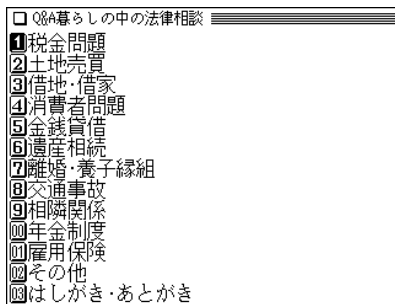 □ Q&A暮らしの中の法律相談
1税金問題
2土地売買
3借地･借家
4消費者問題
5金銭貸借
6遺産相続
7離婚･養子縁組
8交通事故
9相隣関係
00年金制度
01雇用保険
02その他
03はしがき･あとがき